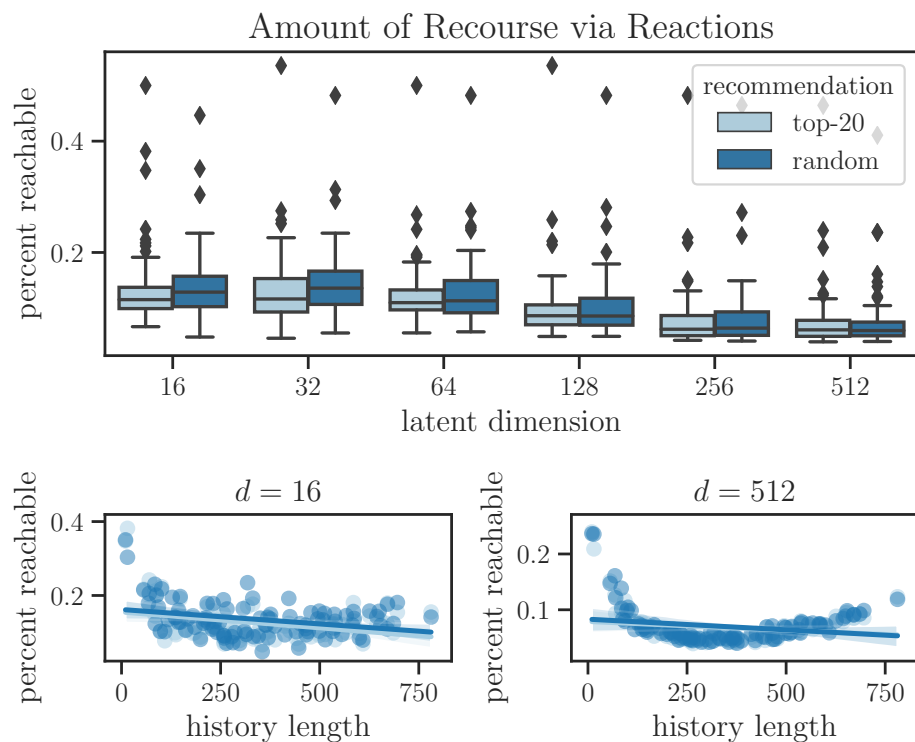 Amount of Recourse via Reactions
percent reachable
0.4
0.2
recommendation
top-20
random
16 32 64 128 256 512
latent dimension
d = 16
percent reachable
0.4
0.2
0 250 500 750
history length
d = 512
percent reachable
0.2
0.1
0 250 500 750
history length